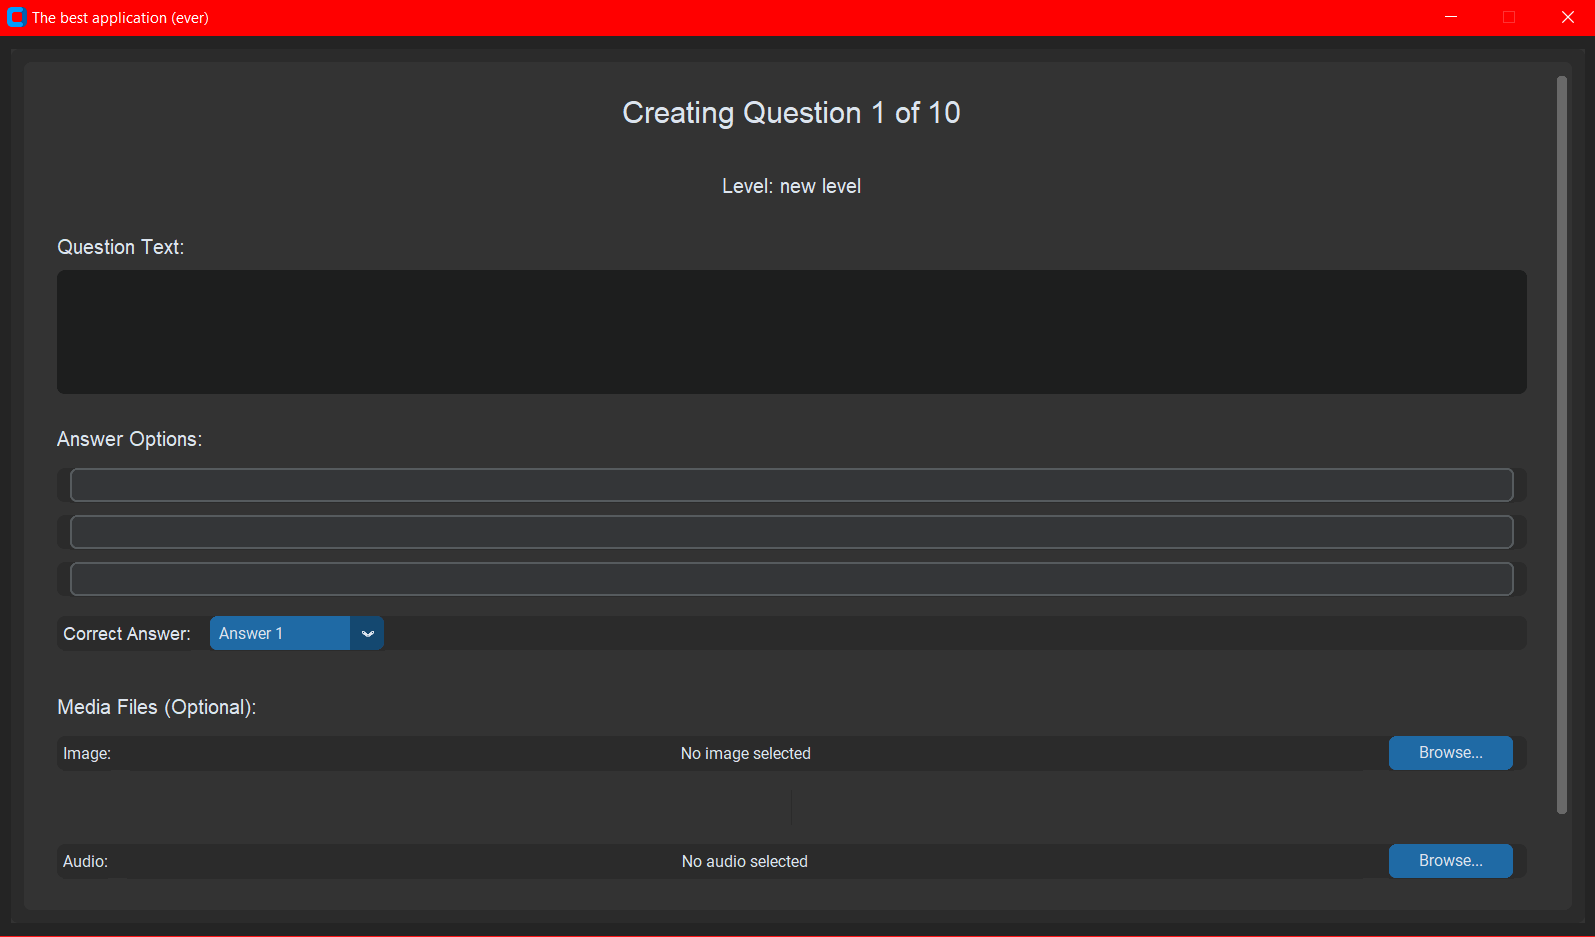 The best application (ever)
Creating Question 1 of 10
Level: new level
Question Text:
Answer Options:
Correct Answer: Answer 1
Media Files (Optional):
Image: No image selected Browse...
Audio: No audio selected Browse...